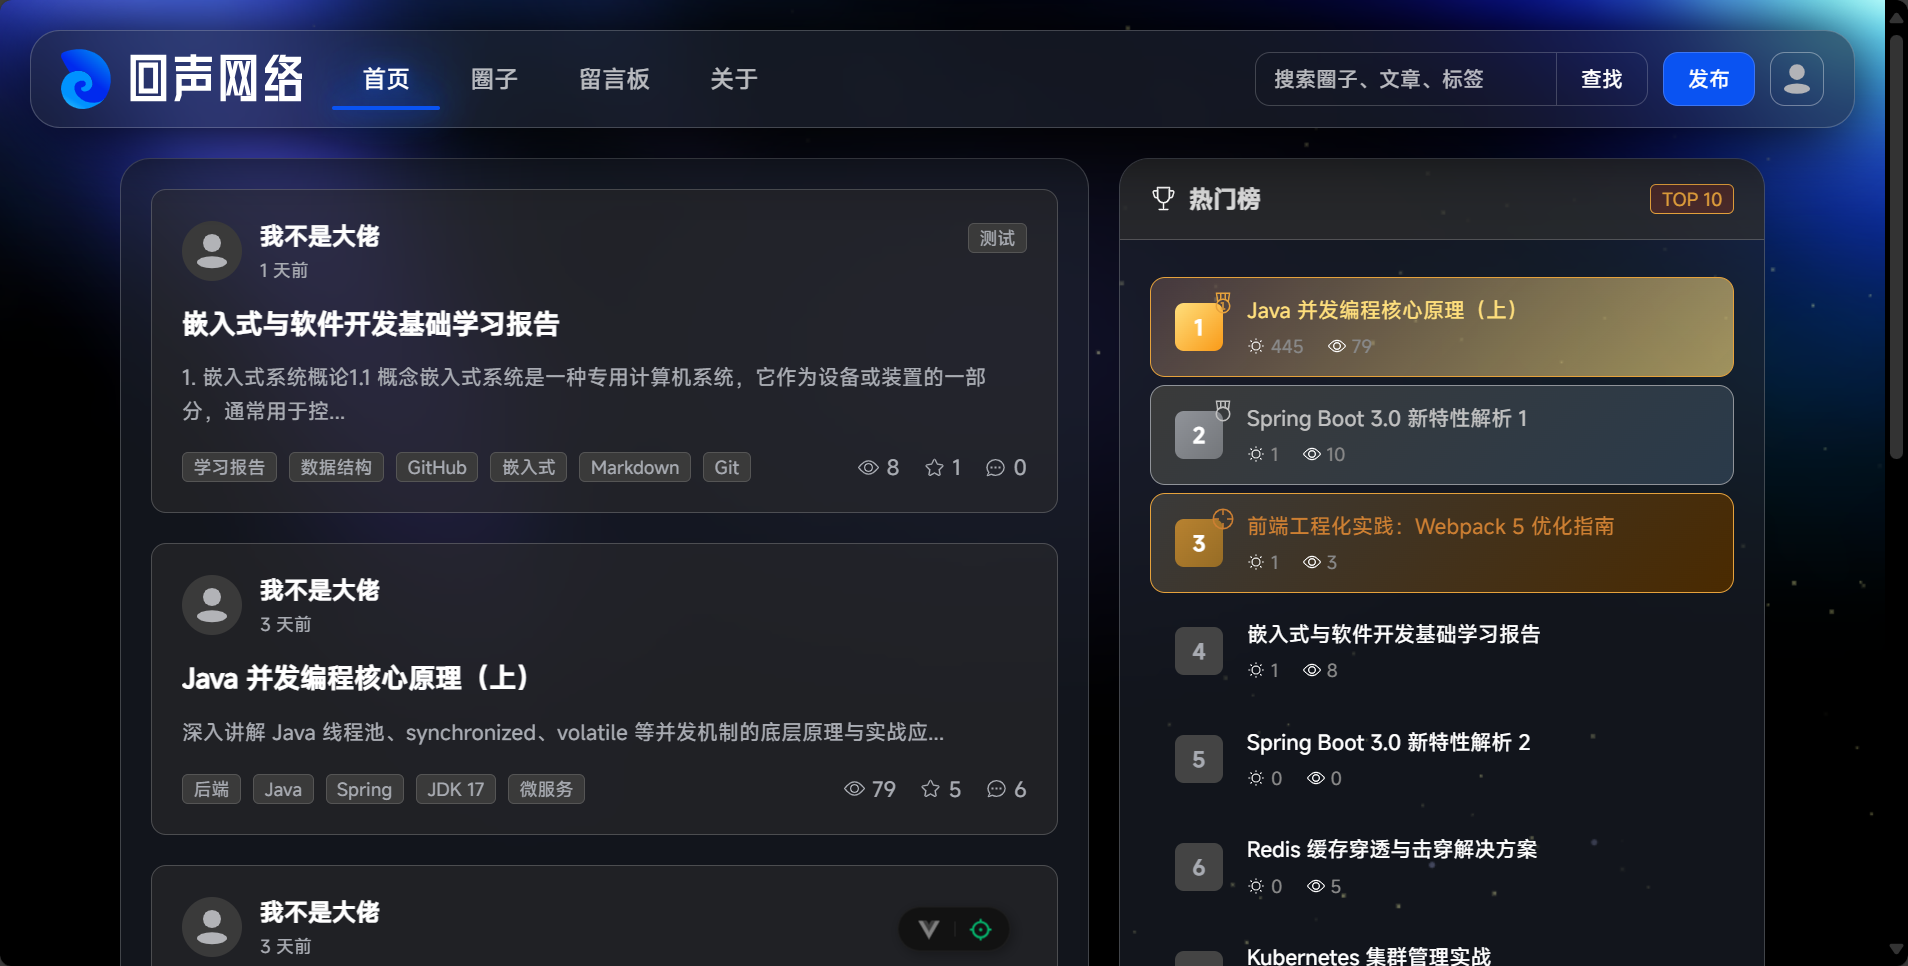 回声网络
首页 圈子 留言板 关于
搜索圈子、文章、标签 查找 发布
我不是大佬
1 天前
测试
嵌入式与软件开发基础学习报告
1. 嵌入式系统概论1.1 概念嵌入式系统是一种专用计算机系统，它作为设备或装置的一部
分，通常用于控...
学习报告 数据结构 GitHub 嵌入式 Markdown Git 8 1 0
我不是大佬
3 天前
Java 并发编程核心原理（上）
深入讲解 Java 线程池、synchronized、volatile 等并发机制的底层原理与实战应...
后端 Java Spring JDK 17 微服务 79 5 6
我不是大佬
3 天前
热门榜 TOP 10
1 Java 并发编程核心原理（上）
445 79
2 Spring Boot 3.0 新特性解析 1
1 10
3 前端工程化实践：Webpack 5 优化指南
1 3
4 嵌入式与软件开发基础学习报告
1 8
5 Spring Boot 3.0 新特性解析 2
0 0
6 Redis 缓存穿透与击穿解决方案
0 5
Kubernetes 集群管理实战